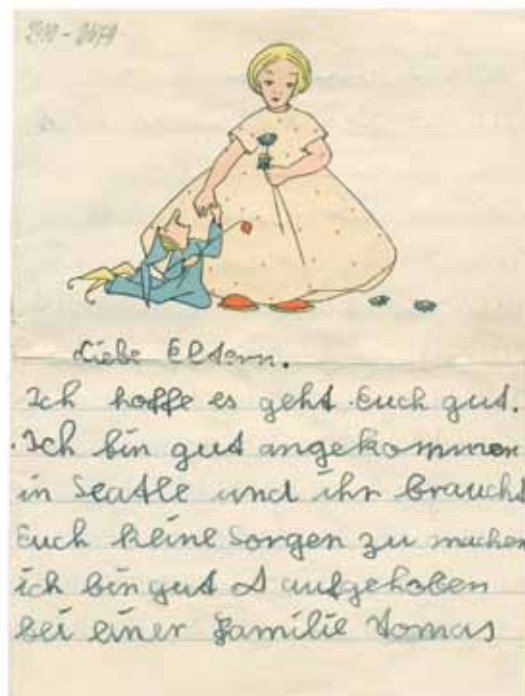 Liebe Eltern.
Ich hoffe es geht Euch gut.
Ich bin gut angekommen
in Seatle und ihr braucht
Euch keine Sorgen zu machen
ich bin gut aufgehoben
bei einer Familie Tomas